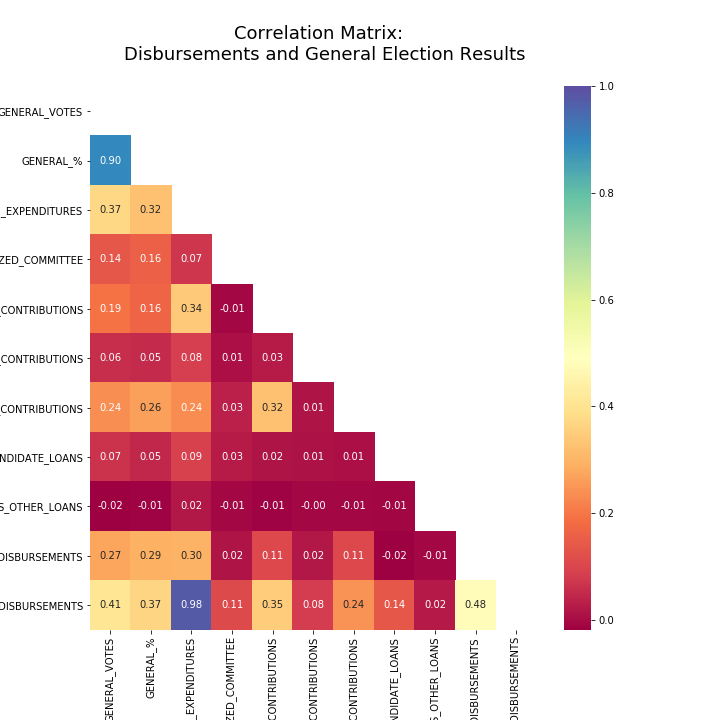 Correlation Matrix:
Disbursements and General Election Results
GENERAL_VOTES
GENERAL_%
0.90
_EXPENDITURES
0.37 0.32
ZED_COMMITTEE
0.14 0.16 0.07
CONTRIBUTIONS
0.19 0.16 0.34 -0.01
CONTRIBUTIONS
0.06 0.05 0.08 0.01 0.03
CONTRIBUTIONS
0.24 0.26 0.24 0.03 0.32 0.01
NDIDATE_LOANS
0.07 0.05 0.09 0.03 0.02 0.01 0.01
S_OTHER_LOANS
-0.02 -0.01 0.02 -0.01 -0.01 -0.00 -0.01 -0.01
DISBURSEMENTS
0.27 0.29 0.30 0.02 0.11 0.02 0.11 -0.02 -0.01
DISBURSEMENTS
0.41 0.37 0.98 0.11 0.35 0.08 0.24 0.14 0.02 0.48
GENERAL_VOTES
GENERAL_%
_EXPENDITURES
ZED_COMMITTEE
CONTRIBUTIONS
CONTRIBUTIONS
CONTRIBUTIONS
NDIDATE_LOANS
S_OTHER_LOANS
DISBURSEMENTS
DISBURSEMENTS
1.0
0.8
0.6
0.4
0.2
0.0